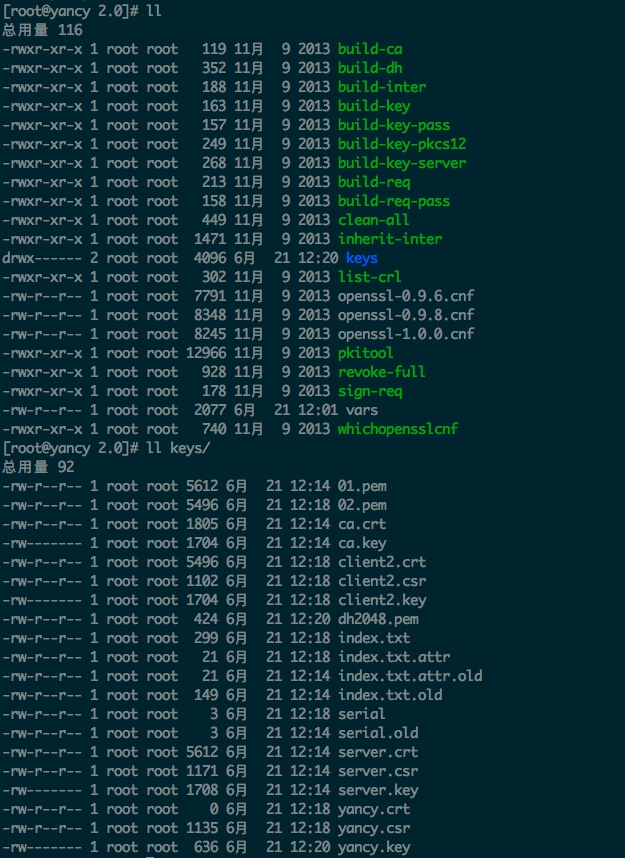 [root@yancy 2.0]# ll
总用量 116
-rwxr-xr-x 1 root root   119 11月  9 2013 build-ca
-rwxr-xr-x 1 root root   352 11月  9 2013 build-dh
-rwxr-xr-x 1 root root   188 11月  9 2013 build-inter
-rwxr-xr-x 1 root root   163 11月  9 2013 build-key
-rwxr-xr-x 1 root root   157 11月  9 2013 build-key-pass
-rwxr-xr-x 1 root root   249 11月  9 2013 build-key-pkcs12
-rwxr-xr-x 1 root root   268 11月  9 2013 build-key-server
-rwxr-xr-x 1 root root   213 11月  9 2013 build-req
-rwxr-xr-x 1 root root   158 11月  9 2013 build-req-pass
-rwxr-xr-x 1 root root   449 11月  9 2013 clean-all
-rwxr-xr-x 1 root root  1471 11月  9 2013 inherit-inter
drwx------ 2 root root  4096 6月  21 12:20 keys
-rwxr-xr-x 1 root root   302 11月  9 2013 list-crl
-rw-r--r-- 1 root root  7791 11月  9 2013 openssl-0.9.6.cnf
-rw-r--r-- 1 root root  8348 11月  9 2013 openssl-0.9.8.cnf
-rw-r--r-- 1 root root  8245 11月  9 2013 openssl-1.0.0.cnf
-rwxr-xr-x 1 root root 12966 11月  9 2013 pkitool
-rwxr-xr-x 1 root root   928 11月  9 2013 revoke-full
-rwxr-xr-x 1 root root   178 11月  9 2013 sign-req
-rw-r--r-- 1 root root  2077 6月  21 12:01 vars
-rwxr-xr-x 1 root root   740 11月  9 2013 whichopensslcnf
[root@yancy 2.0]# ll keys/
总用量 92
-rw-r--r-- 1 root root 5612 6月  21 12:14 01.pem
-rw-r--r-- 1 root root 5496 6月  21 12:18 02.pem
-rw-r--r-- 1 root root 1805 6月  21 12:14 ca.crt
-rw------- 1 root root 1704 6月  21 12:14 ca.key
-rw-r--r-- 1 root root 5496 6月  21 12:18 client2.crt
-rw-r--r-- 1 root root 1102 6月  21 12:18 client2.csr
-rw------- 1 root root 1704 6月  21 12:18 client2.key
-rw-r--r-- 1 root root  424 6月  21 12:20 dh2048.pem
-rw-r--r-- 1 root root  299 6月  21 12:18 index.txt
-rw-r--r-- 1 root root   21 6月  21 12:18 index.txt.attr
-rw-r--r-- 1 root root   21 6月  21 12:14 index.txt.attr.old
-rw-r--r-- 1 root root  149 6月  21 12:14 index.txt.old
-rw-r--r-- 1 root root    3 6月  21 12:18 serial
-rw-r--r-- 1 root root    3 6月  21 12:14 serial.old
-rw-r--r-- 1 root root 5612 6月  21 12:14 server.crt
-rw-r--r-- 1 root root 1171 6月  21 12:14 server.csr
-rw------- 1 root root 1708 6月  21 12:14 server.key
-rw-r--r-- 1 root root    0 6月  21 12:18 yancy.crt
-rw-r--r-- 1 root root 1135 6月  21 12:18 yancy.csr
-rw------- 1 root root  636 6月  21 12:20 yancy.key